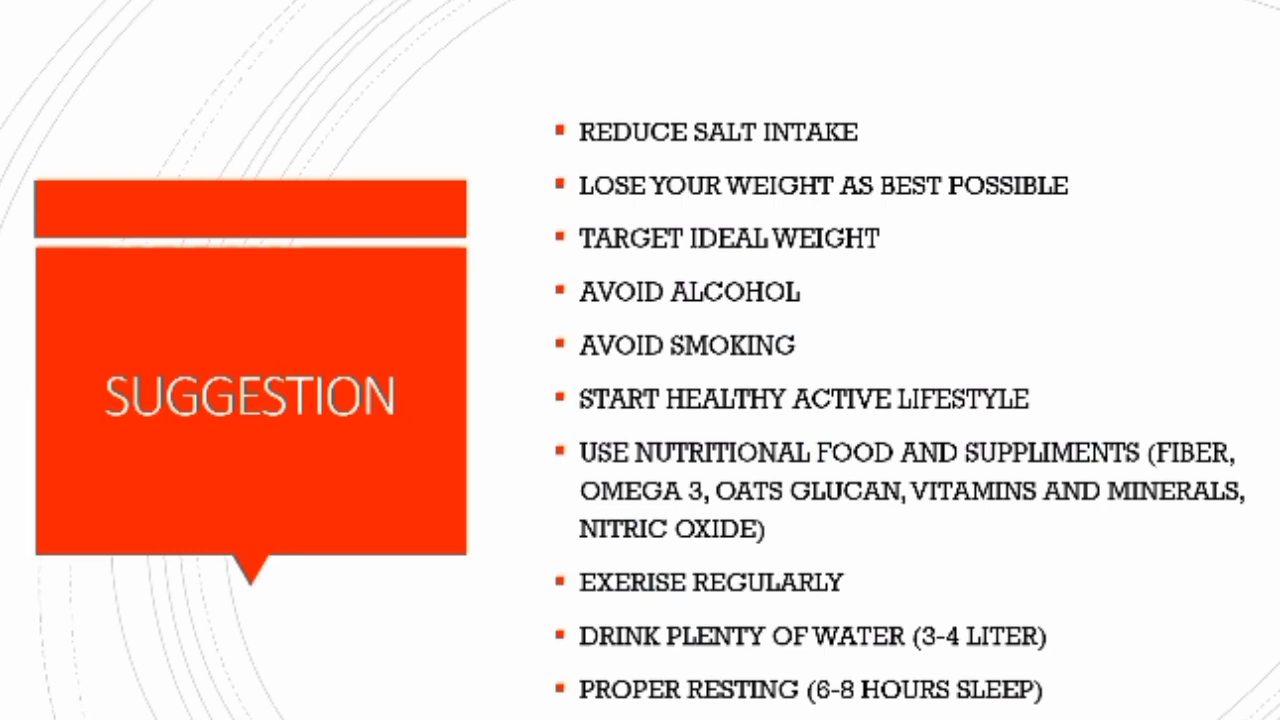 SUGGESTION
REDUCE SALT INTAKE
LOSE YOUR WEIGHT AS BEST POSSIBLE
TARGET IDEAL WEIGHT
AVOID ALCOHOL
AVOID SMOKING
START HEALTHY ACTIVE LIFESTYLE
USE NUTRITIONAL FOOD AND SUPPLIMENTS (FIBER,
OMEGA 3, OATS GLUCAN, VITAMINS AND MINERALS,
NITRIC OXIDE)
EXERISE REGULARLY
DRINK PLENTY OF WATER (3-4 LITER)
PROPER RESTING (6-8 HOURS SLEEP)